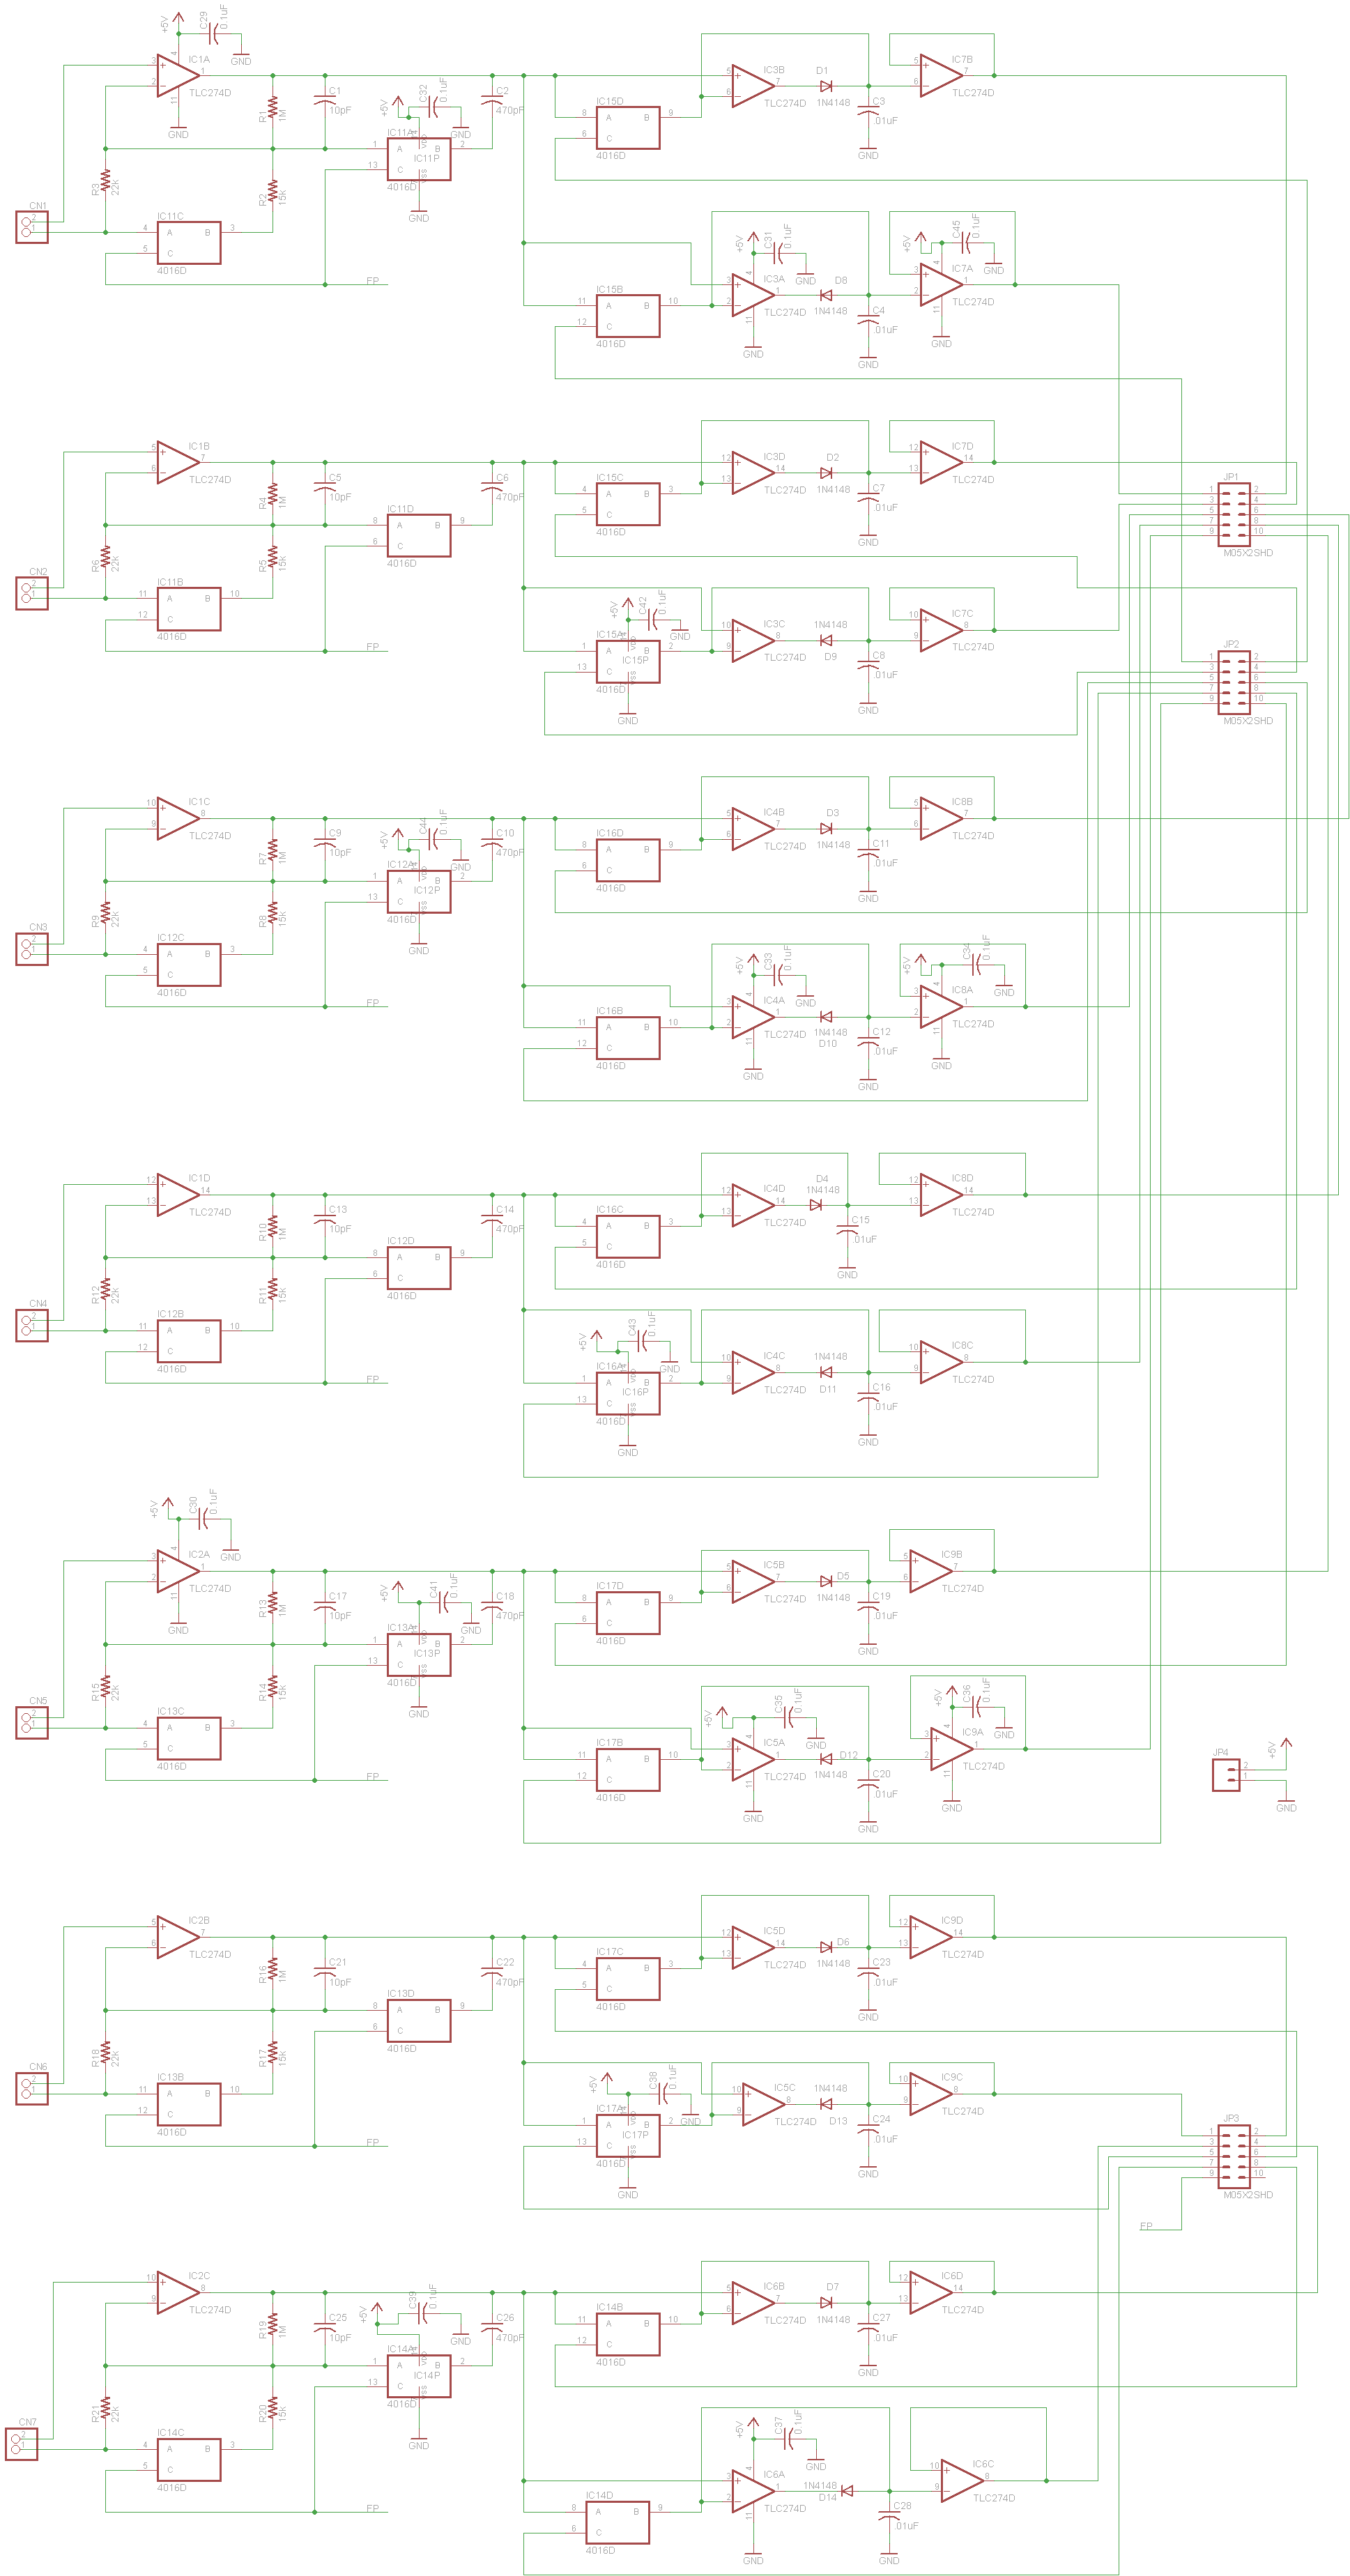 +5V
C29
0.1uF
GND
IC1A
TLC274D
GND
R1
1M
C1
10pF
+5V
C32
0.1uF
GND
IC11A
IC11P
4016D
GND
C2
470pF
R3
22k
R2
15k
CN1
IC11C
4016D
FP
IC15D
4016D
IC3B
TLC274D
D1
1N4148
C3
.01uF
GND
IC7B
TLC274D
IC15B
4016D
+5V
C31
0.1uF
GND
IC3A
TLC274D
GND
D8
1N4148
C4
.01uF
GND
+5V
C45
0.1uF
GND
IC7A
TLC274D
GND
IC1B
TLC274D
R4
1M
C5
10pF
C6
470pF
IC11D
4016D
R6
22k
R5
15k
CN2
IC11B
4016D
FP
IC15C
4016D
IC3D
TLC274D
D2
1N4148
C7
.01uF
GND
IC7D
TLC274D
JP1
M05X2SHD
+5V
C42
0.1uF
GND
IC15A
IC15P
4016D
GND
IC3C
TLC274D
1N4148
D9
C8
.01uF
GND
IC7C
TLC274D
JP2
M05X2SHD
IC1C
TLC274D
R7
1M
C9
10pF
+5V
C44
0.1uF
GND
IC12A
IC12P
4016D
GND
C10
470pF
R9
22k
R8
15k
CN3
IC12C
4016D
FP
IC16D
4016D
IC4B
TLC274D
D3
1N4148
C11
.01uF
GND
IC8B
TLC274D
IC16B
4016D
+5V
C33
0.1uF
GND
IC4A
TLC274D
GND
1N4148
D10
C12
.01uF
GND
+5V
C34
0.1uF
GND
IC8A
TLC274D
GND
IC1D
TLC274D
R10
1M
C13
10pF
C14
470pF
IC12D
4016D
R12
22k
R11
15k
CN4
IC12B
4016D
FP
IC16C
4016D
IC4D
TLC274D
D4
1N4148
C15
.01uF
GND
IC8D
TLC274D
+5V
C43
0.1uF
GND
IC16A
IC16P
4016D
GND
IC4C
TLC274D
1N4148
D11
C16
.01uF
GND
IC8C
TLC274D
+5V
C30
0.1uF
GND
IC2A
TLC274D
GND
R13
1M
C17
10pF
+5V
C41
0.1uF
GND
IC13A
IC13P
4016D
GND
C18
470pF
R15
22k
R14
15k
CN5
IC13C
4016D
FP
IC17D
4016D
IC5B
TLC274D
D5
1N4148
C19
.01uF
GND
IC9B
TLC274D
IC17B
4016D
+5V
C35
0.1uF
GND
IC5A
TLC274D
GND
D12
1N4148
C20
.01uF
GND
+5V
C36
0.1uF
GND
IC9A
TLC274D
GND
JP4
+5V
GND
IC2B
TLC274D
R16
1M
C21
10pF
C22
470pF
IC13D
4016D
R18
22k
R17
15k
CN6
IC13B
4016D
FP
IC17C
4016D
IC5D
TLC274D
D6
1N4148
C23
.01uF
GND
IC9D
TLC274D
+5V
C38
0.1uF
GND
IC17A
IC17P
4016D
GND
IC5C
TLC274D
1N4148
D13
C24
.01uF
GND
IC9C
TLC274D
JP3
M05X2SHD
FP
IC2C
TLC274D
R19
1M
C25
10pF
+5V
C39
0.1uF
GND
IC14A
IC14P
4016D
GND
C26
470pF
R21
22k
R20
15k
CN7
IC14C
4016D
FP
IC14B
4016D
IC6B
TLC274D
D7
1N4148
C27
.01uF
GND
IC6D
TLC274D
IC14D
4016D
+5V
C37
0.1uF
GND
IC6A
TLC274D
GND
1N4148
D14
C28
.01uF
GND
IC6C
TLC274D